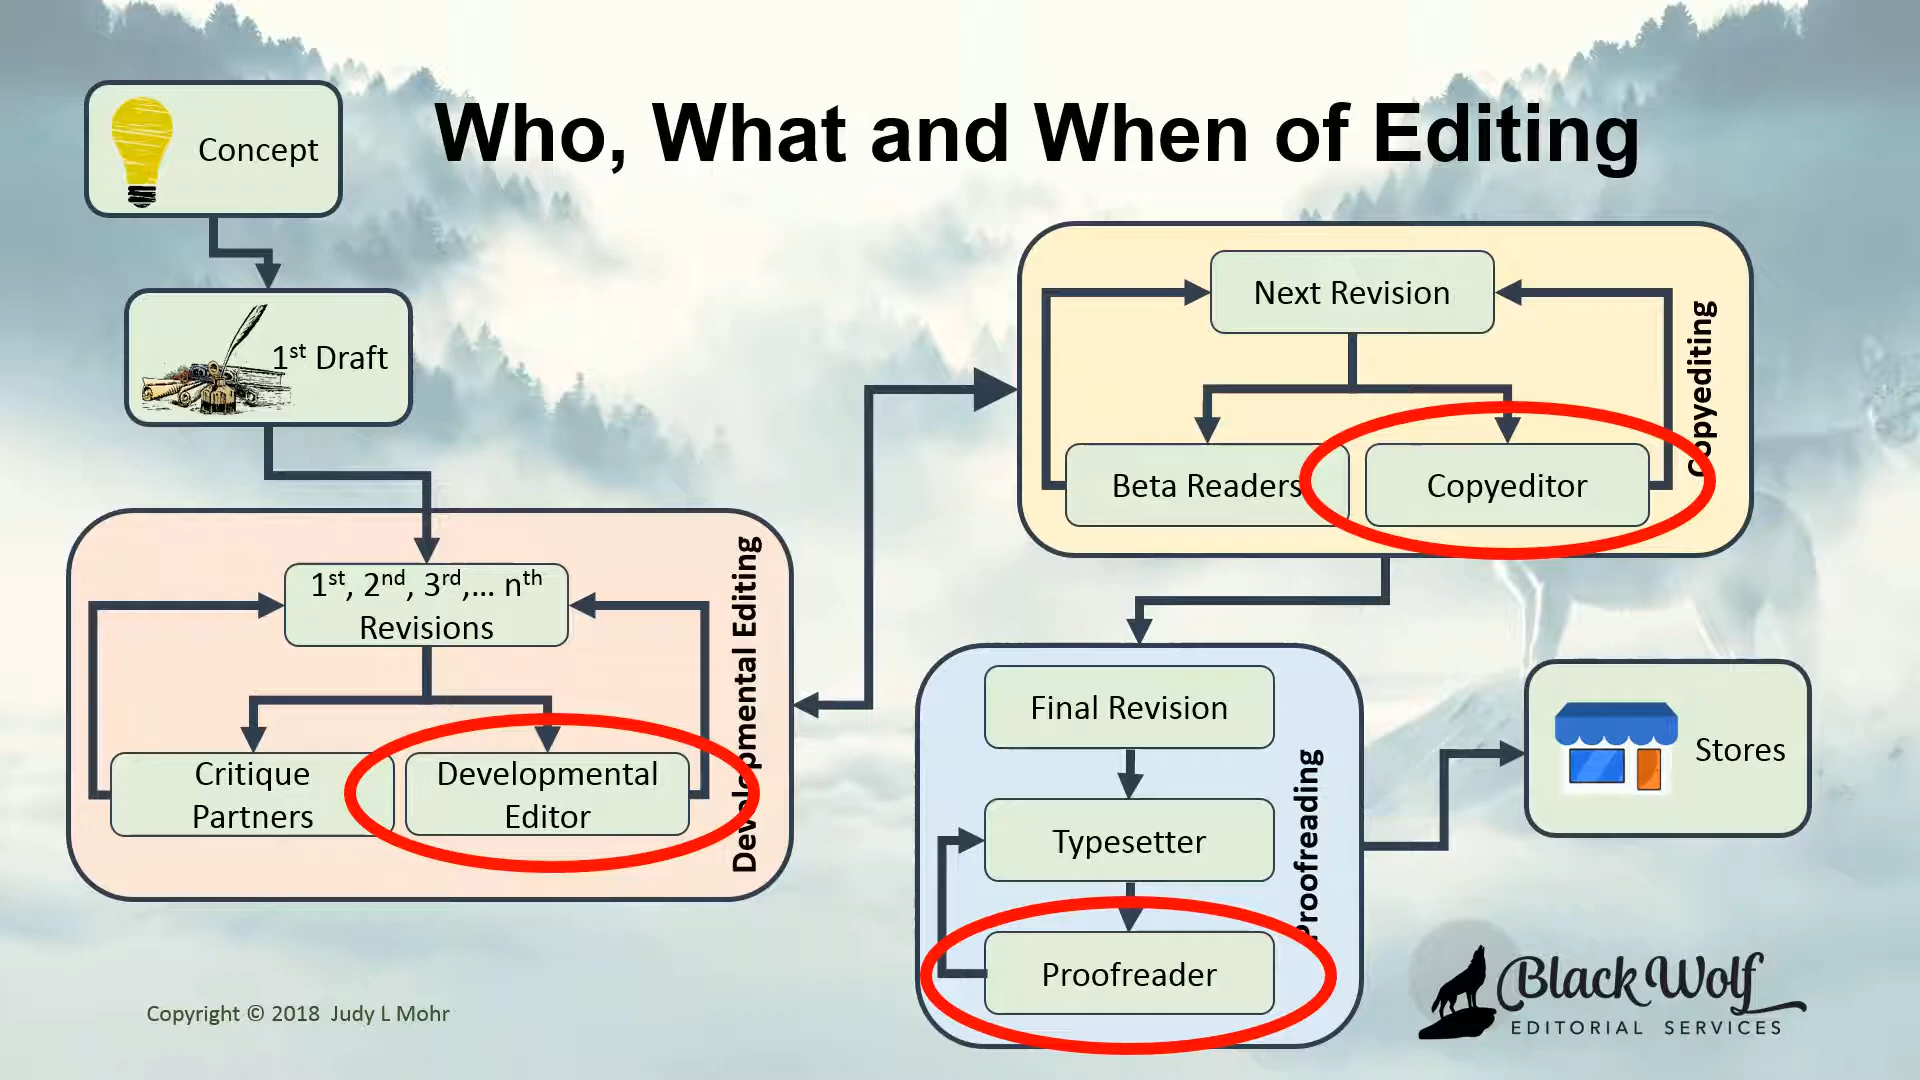 Who, What and When of Editing
Concept
1st Draft
Developmental Editing
1st, 2nd, 3rd,... nth
Revisions
Critique
Partners
Developmental
Editor
Copyediting
Next Revision
Beta Readers
Copyeditor
Proofreading
Final Revision
Typesetter
Proofreader
Stores
Copyright © 2018 Judy L Mohr
Black Wolf
EDITORIAL SERVICES